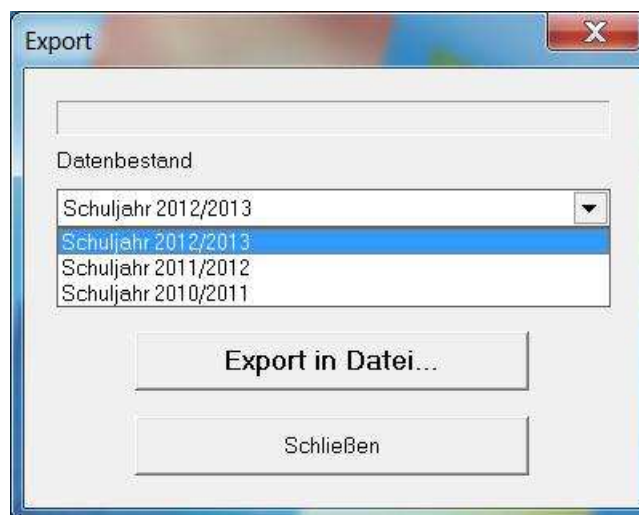 Export
Datenbestand
Schuljahr 2012/2013
Schuljahr 2012/2013
Schuljahr 2011/2012
Schuljahr 2010/2011
Export in Datei...
Schließen